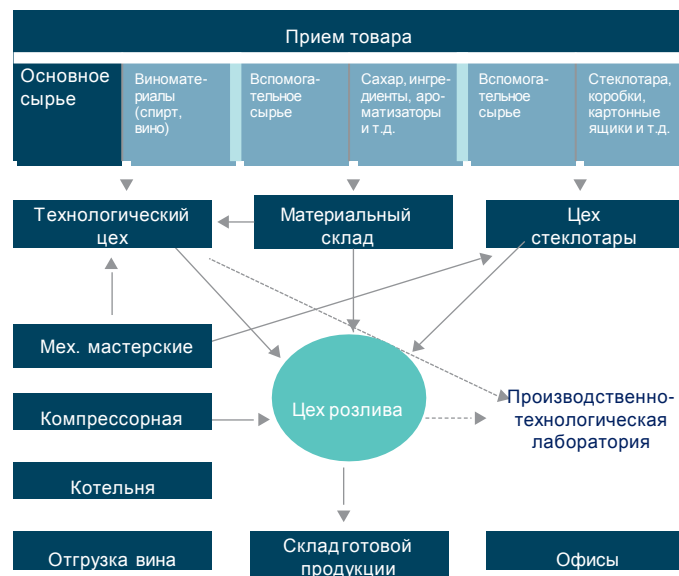 Прием товара
Основное
сырье
Виномате-
риалы
(спирт,
вино)
Вспомога-
тельное
сырье
Сахар, ингре-
диенты, аро-
матизаторы
и т.д.
Вспомога-
тельное
сырье
Стеклотара,
коробки,
картонные
ящики и т.д.
Технологический
цех
Материальный
склад
Цех
стеклотары
Мех. мастерские
Цех розлива
Производственно-
технологическая
лаборатория
Компрессорная
Котельня
Отгрузка вина
Склад готовой
продукции
Офисы